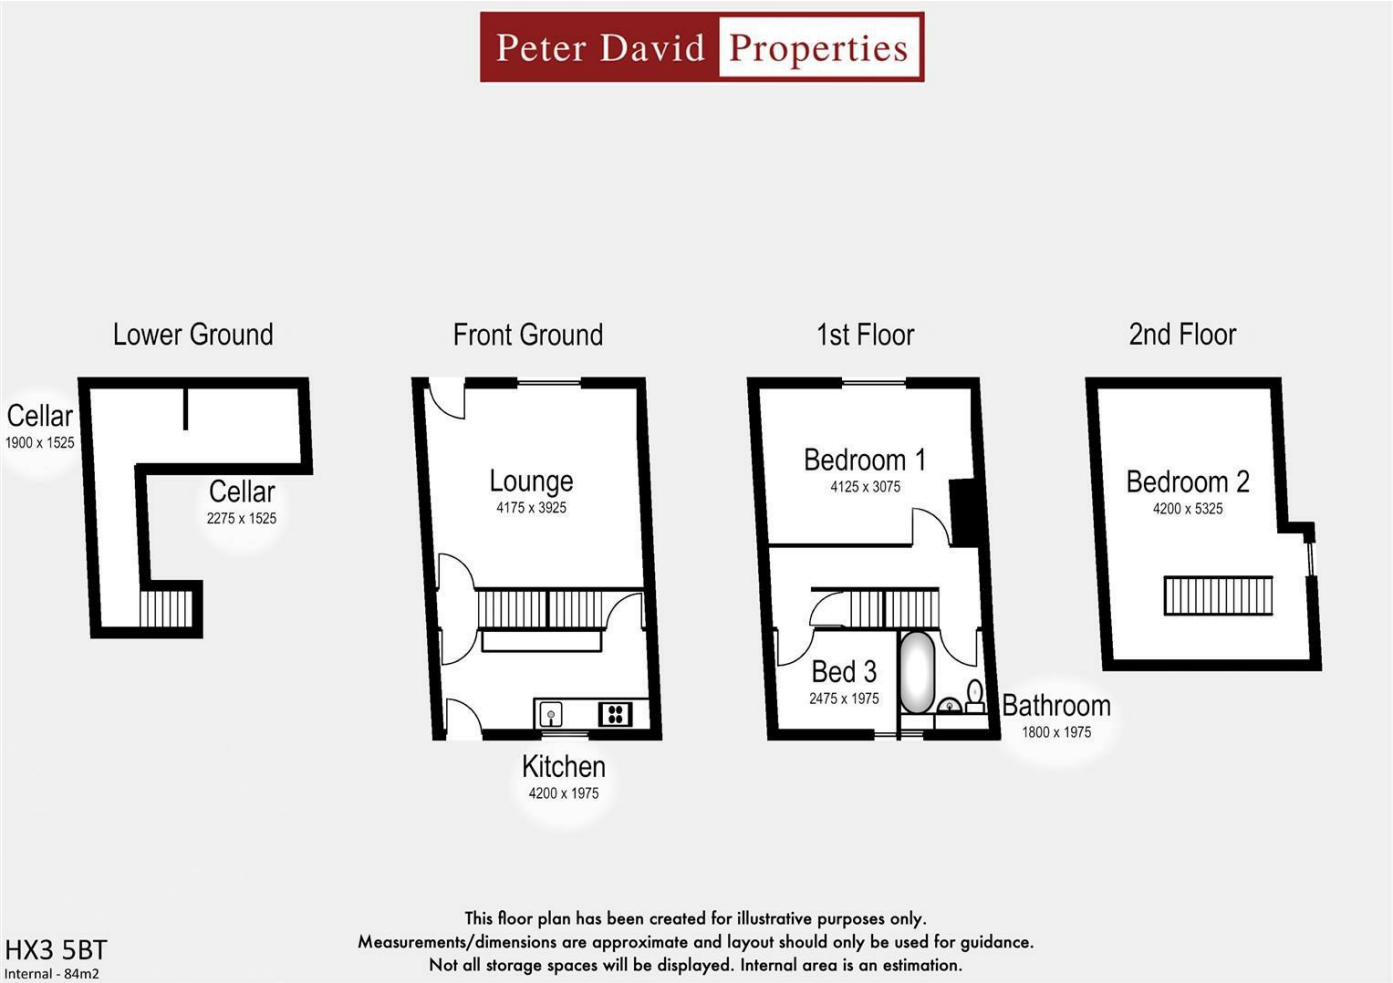 Peter David Properties
Lower Ground
Front Ground
1st Floor
2nd Floor
Cellar
1900 x 1525
Cellar
2275 x 1525
Lounge
4175 x 3925
Kitchen
4200 x 1975
Bedroom 1
4125 x 3075
Bed 3
2475 x 1975
Bathroom
1800 x 1975
Bedroom 2
4200 x 5325
This floor plan has been created for illustrative purposes only.
Measurements/dimensions are approximate and layout should only be used for guidance.
Not all storage spaces will be displayed. Internal area is an estimation.
HX3 5BT
Internal - 84m2